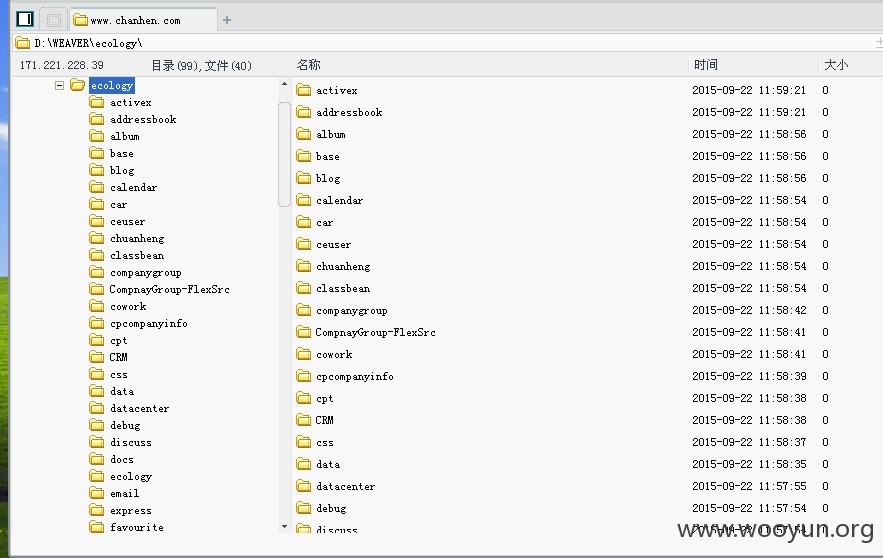 www.chanhen.com
D:\WEAVER\ecology\
171.221.228.39 目录(99),文件(40) 名称 时间 大小
ecology
activex
addressbook
album
base
blog
calendar
car
ceuser
chuanheng
classbean
companygroup
CompnayGroup-FlexSrc
cowork
cpcompanyinfo
cpt
CRM
css
data
datacenter
debug
discuss
docs
ecology
email
express
favourite
activex 2015-09-22 11:59:21 0
addressbook 2015-09-22 11:59:21 0
album 2015-09-22 11:58:56 0
base 2015-09-22 11:58:56 0
blog 2015-09-22 11:58:56 0
calendar 2015-09-22 11:58:54 0
car 2015-09-22 11:58:54 0
ceuser 2015-09-22 11:58:54 0
chuanheng 2015-09-22 11:58:54 0
classbean 2015-09-22 11:58:54 0
companygroup 2015-09-22 11:58:42 0
CompnayGroup-FlexSrc 2015-09-22 11:58:41 0
cowork 2015-09-22 11:58:41 0
cpcompanyinfo 2015-09-22 11:58:39 0
cpt 2015-09-22 11:58:38 0
CRM 2015-09-22 11:58:38 0
css 2015-09-22 11:58:37 0
data 2015-09-22 11:58:35 0
datacenter 2015-09-22 11:57:55 0
debug 2015-09-22 11:57:54 0
discuss
www.wooyun.org